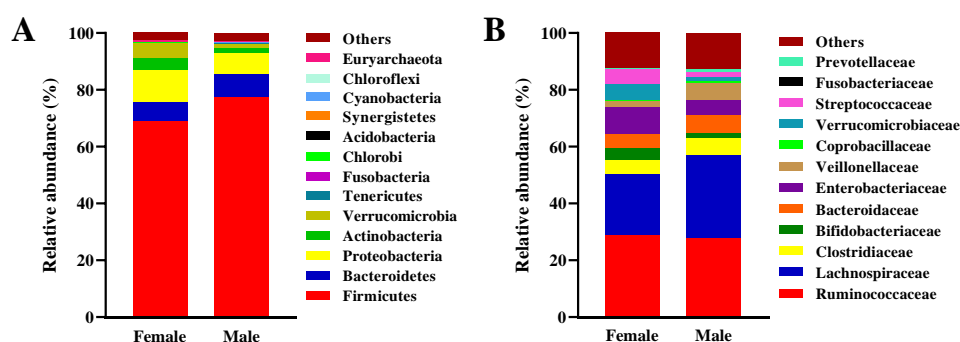 A
Relative abundance (%)
100
80
60
40
20
0
Female
Male
Others
Euryarchaeota
Chloroflexi
Cyanobacteria
Synergistetes
Acidobacteria
Chlorobi
Fusobacteria
Tenericutes
Verrucomicrobia
Actinobacteria
Proteobacteria
Bacteroidetes
Firmicutes
B
Relative abundance (%)
100
80
60
40
20
0
Female
Male
Others
Prevotellaceae
Fusobacteriaceae
Streptococcaceae
Verrucomicrobiaceae
Coprobacillaceae
Veillonellaceae
Enterobacteriaceae
Bacteroidaceae
Bifidobacteriaceae
Clostridiaceae
Lachnospiraceae
Ruminococcaceae